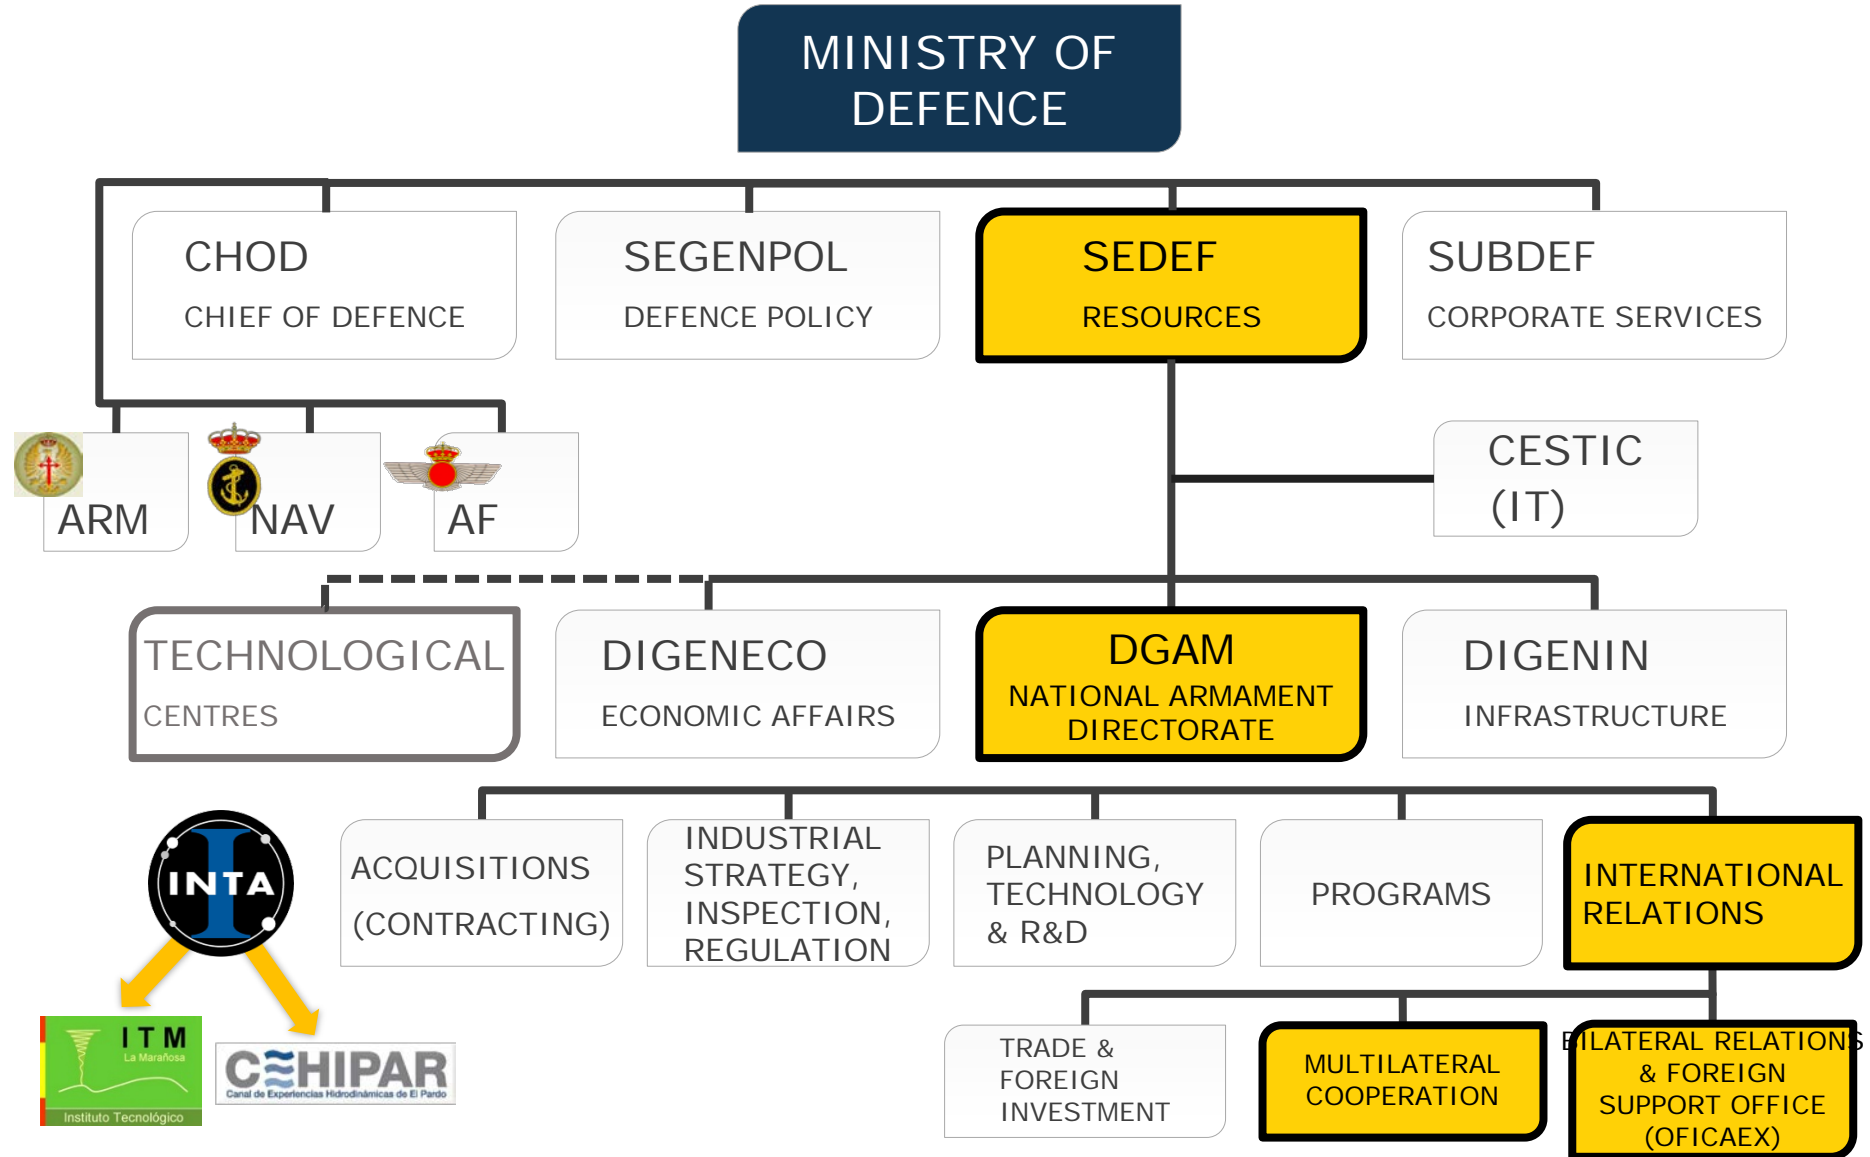 MINISTRY OF
DEFENCE
CHOD
CHIEF OF DEFENCE
SEGENPOL
DEFENCE POLICY
SEDEF
RESOURCES
SUBDEF
CORPORATE SERVICES
ARM
NAV
AF
CESTIC
(IT)
TECHNOLOGICAL
CENTRES
DIGENECO
ECONOMIC AFFAIRS
DGAM
NATIONAL ARMAMENT
DIRECTORATE
DIGENIN
INFRASTRUCTURE
INTA
ACQUISITIONS
(CONTRACTING)
INDUSTRIAL
STRATEGY,
INSPECTION,
REGULATION
PLANNING,
TECHNOLOGY
& R&D
PROGRAMS
INTERNATIONAL
RELATIONS
ITM
La Marañosa
Instituto Tecnológico
CEHIPAR
Canal de Experiencias Hidrodinámicas de El Pardo
TRADE &
FOREIGN
INVESTMENT
MULTILATERAL
COOPERATION
BILATERAL RELATIONS
& FOREIGN
SUPPORT OFFICE
(OFICAEX)